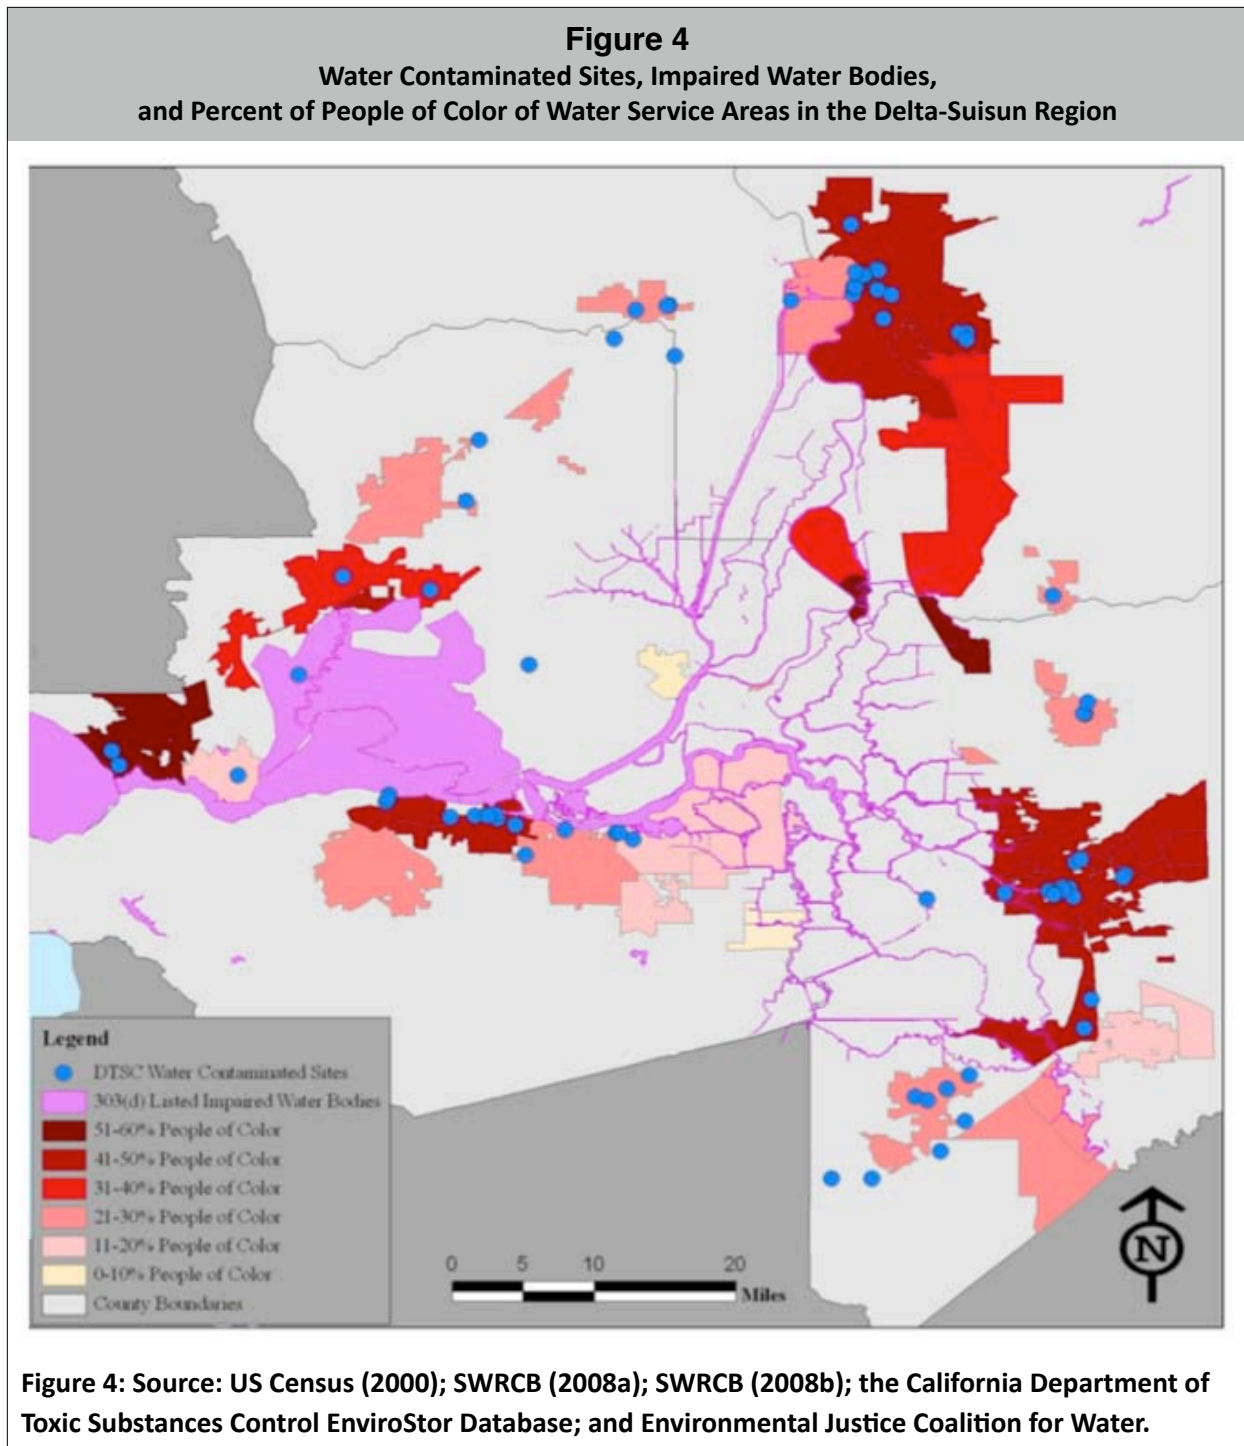 Figure 4
Water Contaminated Sites, Impaired Water Bodies,
and Percent of People of Color of Water Service Areas in the Delta-Suisun Region
Legend
DTSC Water Contaminated Sites
303(d) Listed Impaired Water Bodies
51-60% People of Color
41-50% People of Color
31-40% People of Color
21-30% People of Color
11-20% People of Color
0-10% People of Color
County Boundaries
0 5 10 20
Miles
N
Figure 4: Source: US Census (2000); SWRCB (2008a); SWRCB (2008b); the California Department of
Toxic Substances Control EnviroStor Database; and Environmental Justice Coalition for Water.